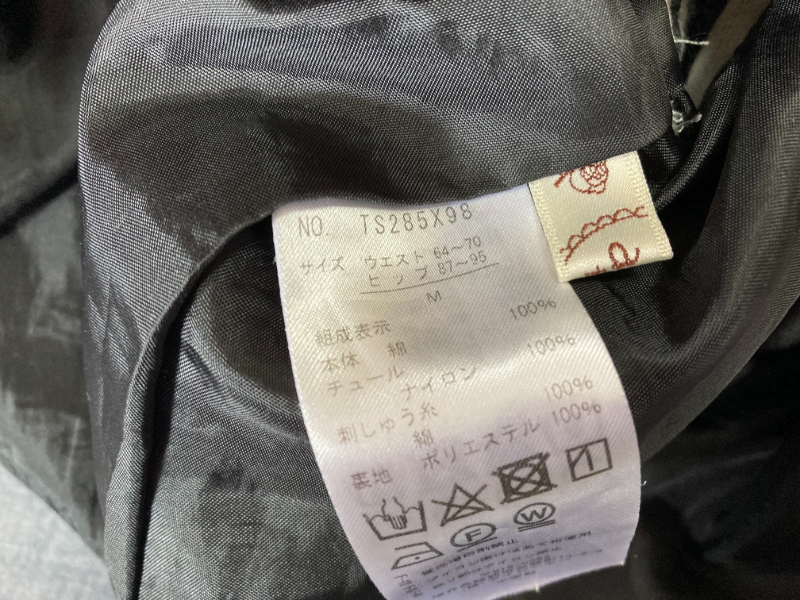 NO TS285X98
サイズ ウエスト 64~70
ヒップ 87~95
M
組成表示
本体 綿 100%
チュール
ナイロン 100%
刺しゅう糸
綿 100%
裏地 ポリエステル 100%
F W